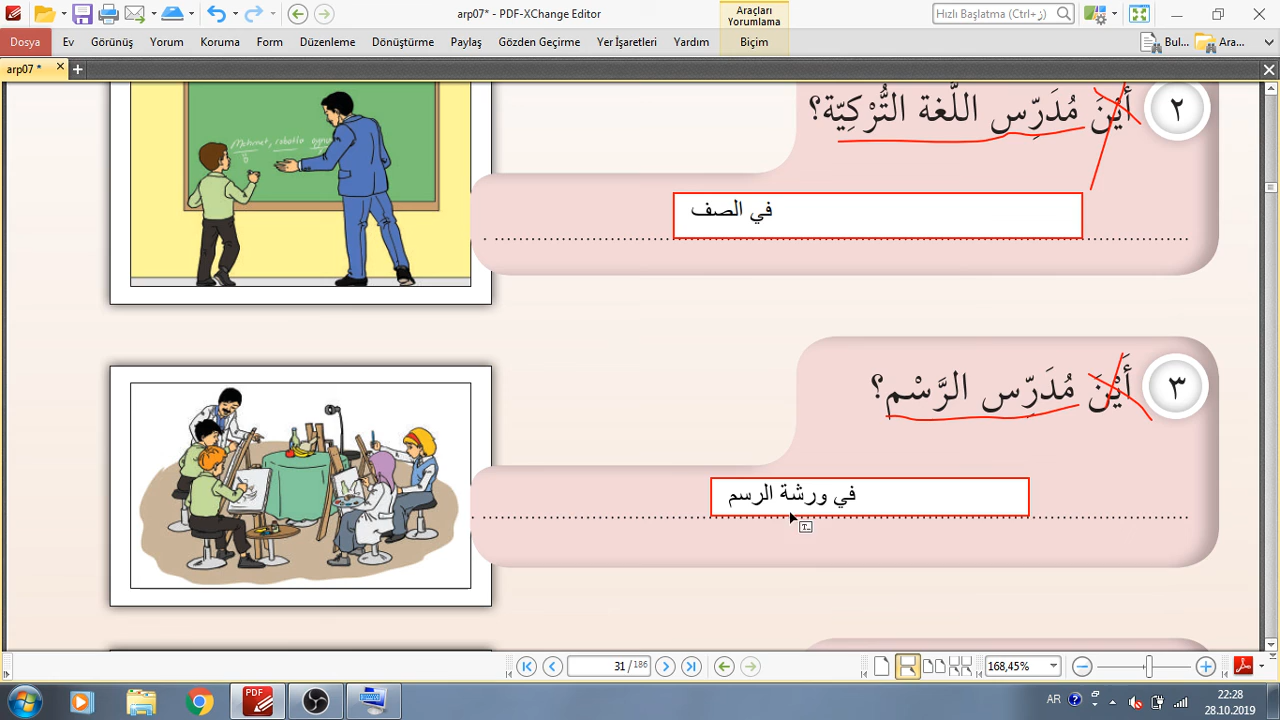 arp07* - PDF-XChange Editor
Araçları
Yorumlama
Hızlı Başlatma (Ctrl+ز)
Dosya Ev Görünüş Yorum Koruma Form Düzenleme Dönüştürme Paylaş Gözden Geçirme Yer İşaretleri Yardım Biçim Bul... Ara...
arp07 *
٢ أَيْنَ مُدَرِّس اللُّغة التُّرْكِيّة؟
في الصف
٣ أَيْنَ مُدَرِّس الرَّسْم؟
في ورشة الرسم
31 / 186
168,45%
PDF
AR
22:28
28.10.2019